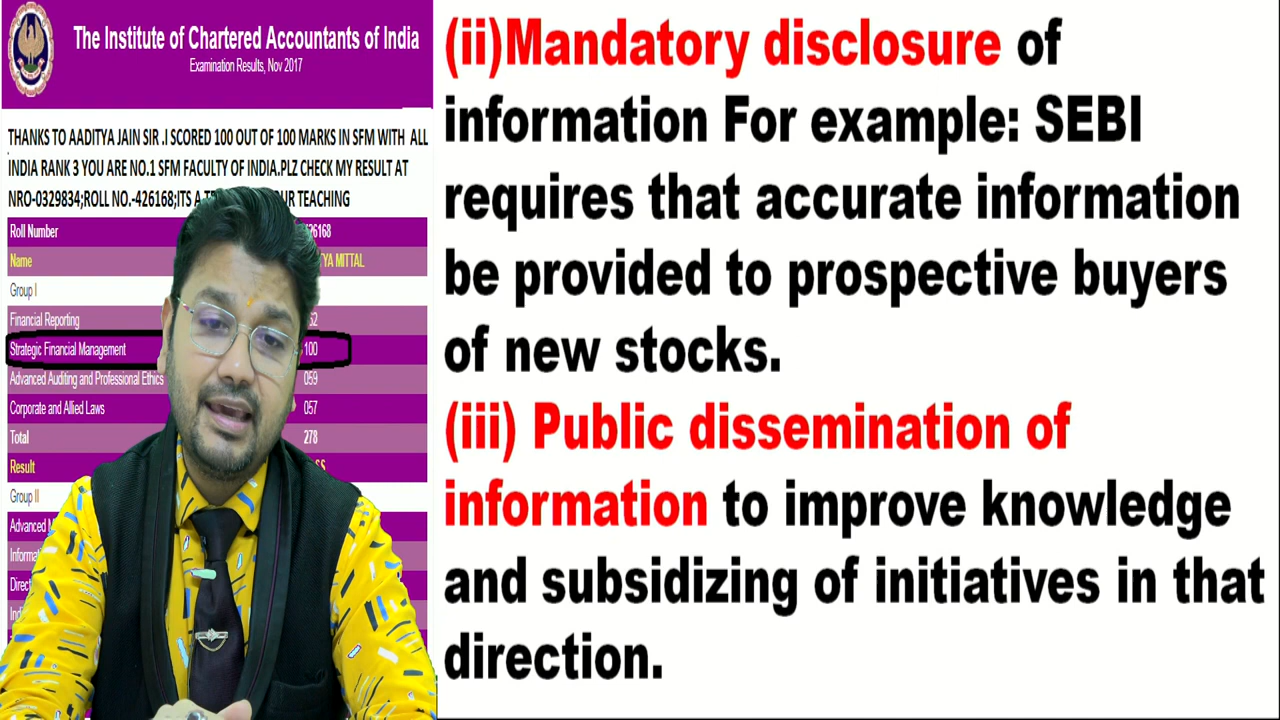 The Institute of Chartered Accountants of India
Examination Results, Nov 2017
THANKS TO AADITYA JAIN SIR .I SCORED 100 OUT OF 100 MARKS IN SFM WITH ALL
INDIA RANK 3 YOU ARE NO.1 SFM FACULTY OF INDIA.PLZ CHECK MY RESULT AT
NRO-0329834;ROLL NO.-426168;ITS A TEACHING
Roll Number
Name MITTAL
Group I
Financial Reporting
Strategic Financial Management 100
Advanced Auditing and Professional Ethics 059
Corporate and Allied Laws 057
Total 278
Result
Group II
Advanced
(ii)Mandatory disclosure of
information For example: SEBI
requires that accurate information
be provided to prospective buyers
of new stocks.
(iii) Public dissemination of
information to improve knowledge
and subsidizing of initiatives in that
direction.